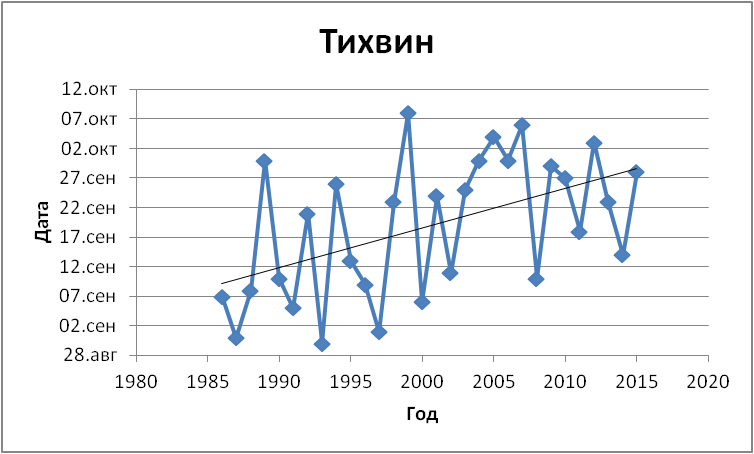 Тихвин
12.окт
07.окт
02.окт
27.сен
22.сен
17.сен
12.сен
07.сен
02.сен
28.авг
Дата
1980 1985 1990 1995 2000 2005 2010 2015 2020
Год